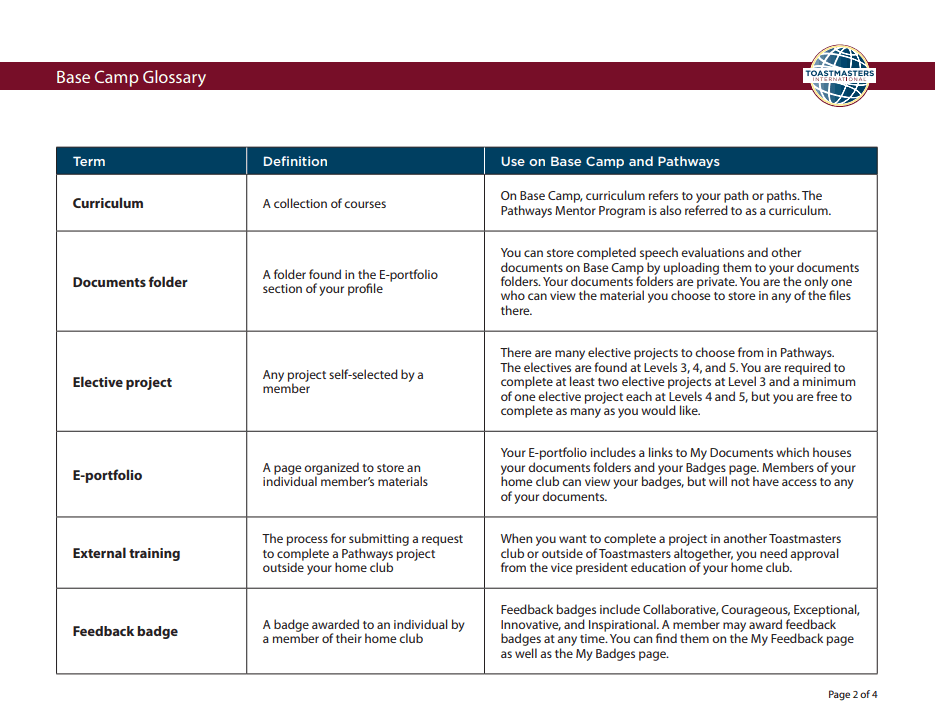 Base Camp Glossary
TOASTMASTERS
INTERNATIONAL
Term
Definition
Use on Base Camp and Pathways
Curriculum
A collection of courses
On Base Camp, curriculum refers to your path or paths. The
Pathways Mentor Program is also referred to as a curriculum.
Documents folder
A folder found in the E-portfolio
section of your profile
You can store completed speech evaluations and other
documents on Base Camp by uploading them to your documents
folders. Your documents folders are private. You are the only one
who can view the material you choose to store in any of the files
there.
Elective project
Any project self-selected by a
member
There are many elective projects to choose from in Pathways.
The electives are found at Levels 3, 4, and 5. You are required to
complete at least two elective projects at Level 3 and a minimum
of one elective project each at Levels 4 and 5, but you are free to
complete as many as you would like.
E-portfolio
A page organized to store an
individual member’s materials
Your E-portfolio includes a links to My Documents which houses
your documents folders and your Badges page. Members of your
home club can view your badges, but will not have access to any
of your documents.
External training
The process for submitting a request
to complete a Pathways project
outside your home club
When you want to complete a project in another Toastmasters
club or outside of Toastmasters altogether, you need approval
from the vice president education of your home club.
Feedback badge
A badge awarded to an individual by
a member of their home club
Feedback badges include Collaborative, Courageous, Exceptional,
Innovative, and Inspirational. A member may award feedback
badges at any time. You can find them on the My Feedback page
as well as the My Badges page.
Page 2 of 4